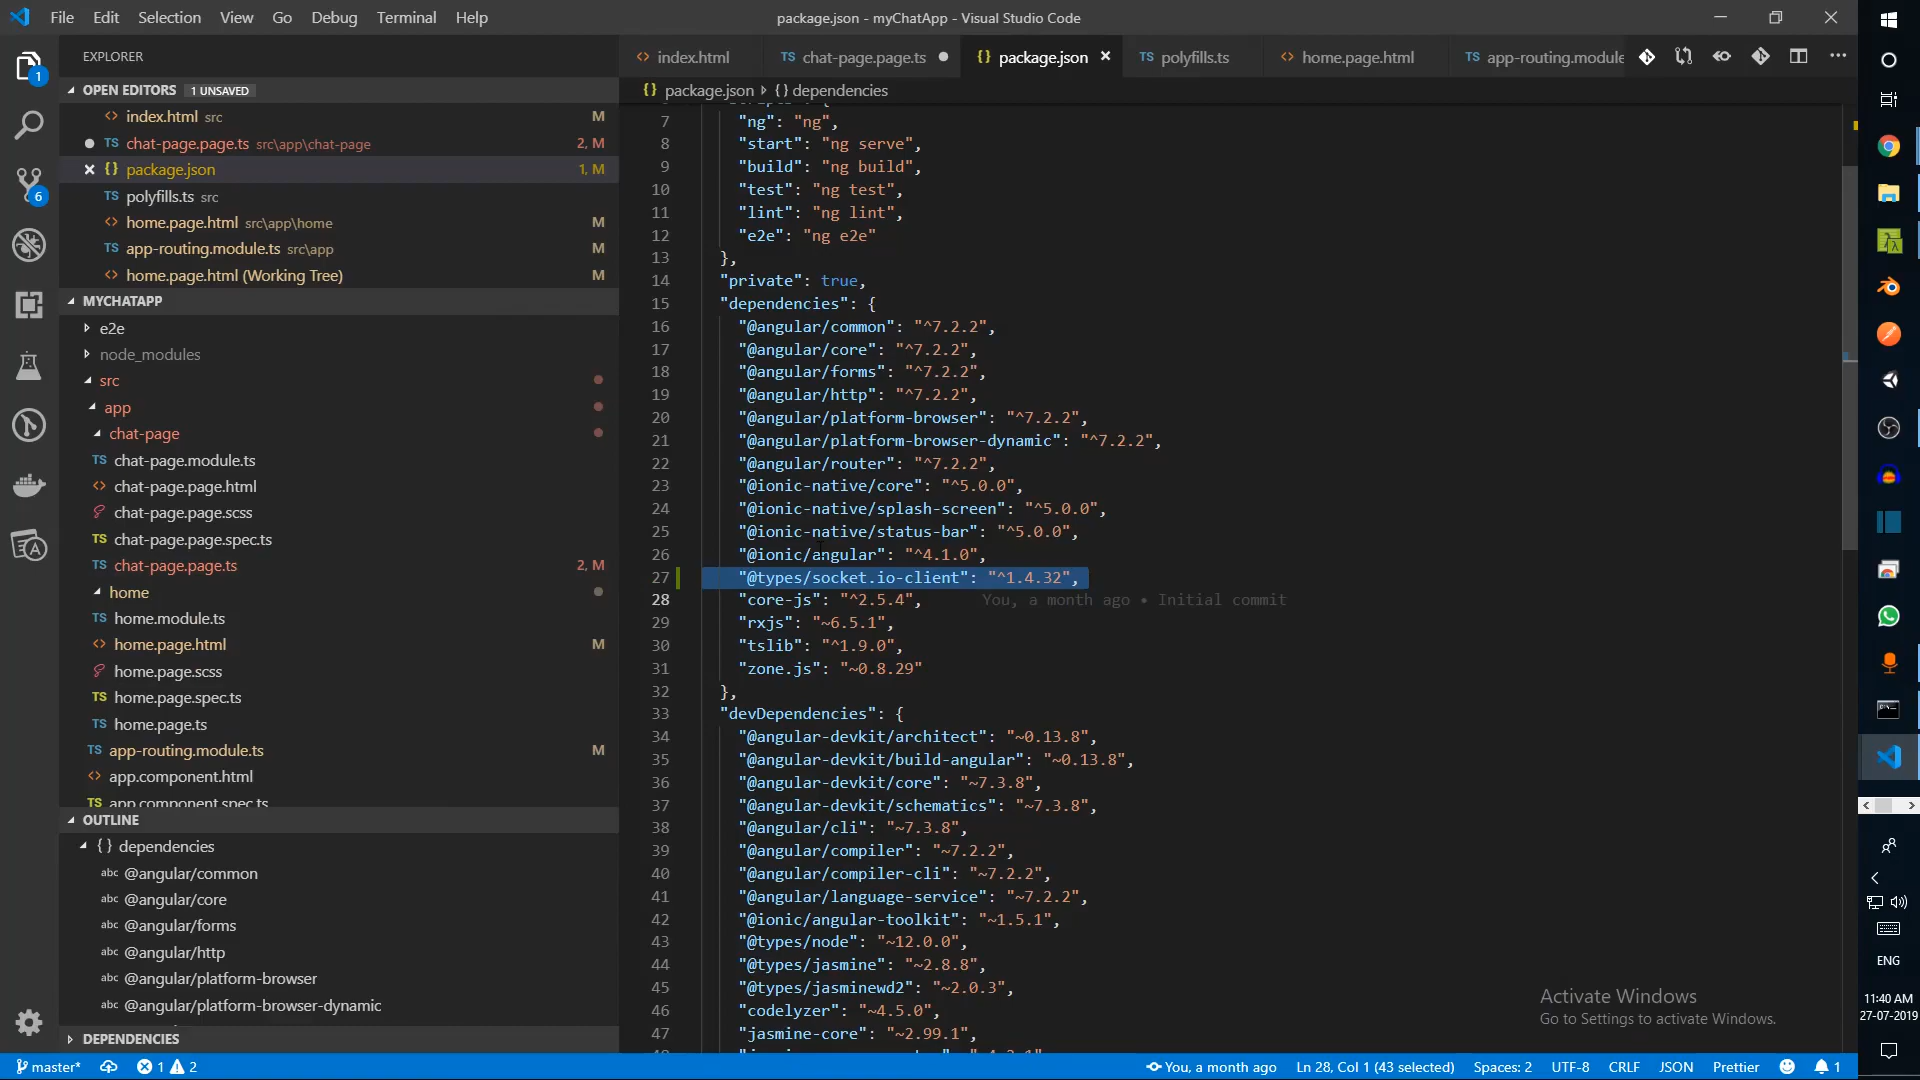 File Edit Selection View Go Debug Terminal Help
package.json - myChatApp - Visual Studio Code
EXPLORER
OPEN EDITORS 1 UNSAVED
index.html src M
chat-page.page.ts src\app\chat-page 2, M
package.json 1, M
polyfills.ts src
home.page.html src\app\home M
app-routing.module.ts src\app M
home.page.html (Working Tree) M
MYCHATAPP
e2e
node_modules
src
app
chat-page
chat-page.module.ts
chat-page.page.html
chat-page.page.scss
chat-page.page.spec.ts
chat-page.page.ts 2, M
home
home.module.ts
home.page.html M
home.page.scss
home.page.spec.ts
home.page.ts
app-routing.module.ts M
app.component.html
app.component.spec.ts
OUTLINE
{} dependencies
abc @angular/common
abc @angular/core
abc @angular/forms
abc @angular/http
abc @angular/platform-browser
abc @angular/platform-browser-dynamic
DEPENDENCIES
index.html
TS chat-page.page.ts
{} package.json
TS polyfills.ts
home.page.html
TS app-routing.module
{} package.json {} dependencies
7 "ng": "ng",
8 "start": "ng serve",
9 "build": "ng build",
10 "test": "ng test",
11 "lint": "ng lint",
12 "e2e": "ng e2e"
13 },
14 "private": true,
15 "dependencies": {
16 "@angular/common": "^7.2.2",
17 "@angular/core": "^7.2.2",
18 "@angular/forms": "^7.2.2",
19 "@angular/http": "^7.2.2",
20 "@angular/platform-browser": "^7.2.2",
21 "@angular/platform-browser-dynamic": "^7.2.2",
22 "@angular/router": "^7.2.2",
23 "@ionic-native/core": "^5.0.0",
24 "@ionic-native/splash-screen": "^5.0.0",
25 "@ionic-native/status-bar": "^5.0.0",
26 "@ionic/angular": "^4.1.0",
27 "@types/socket.io-client": "^1.4.32",
28 "core-js": "^2.5.4", You, a month ago • Initial commit
29 "rxjs": "~6.5.1",
30 "tslib": "^1.9.0",
31 "zone.js": "~0.8.29"
32 },
33 "devDependencies": {
34 "@angular-devkit/architect": "~0.13.8",
35 "@angular-devkit/build-angular": "~0.13.8",
36 "@angular-devkit/core": "~7.3.8",
37 "@angular-devkit/schematics": "~7.3.8",
38 "@angular/cli": "~7.3.8",
39 "@angular/compiler": "~7.2.2",
40 "@angular/compiler-cli": "~7.2.2",
41 "@angular/language-service": "~7.2.2",
42 "@ionic/angular-toolkit": "~1.5.1",
43 "@types/node": "~12.0.0",
44 "@types/jasmine": "~2.8.8",
45 "@types/jasminewd2": "~2.0.3",
46 "codelyzer": "~4.5.0",
47 "jasmine-core": "~2.99.1",
Activate Windows
Go to Settings to activate Windows.
ENG
11:40 AM
27-07-2019
master* 1 2 You, a month ago Ln 28, Col 1 (43 selected) Spaces: 2 UTF-8 CRLF JSON Prettier 1